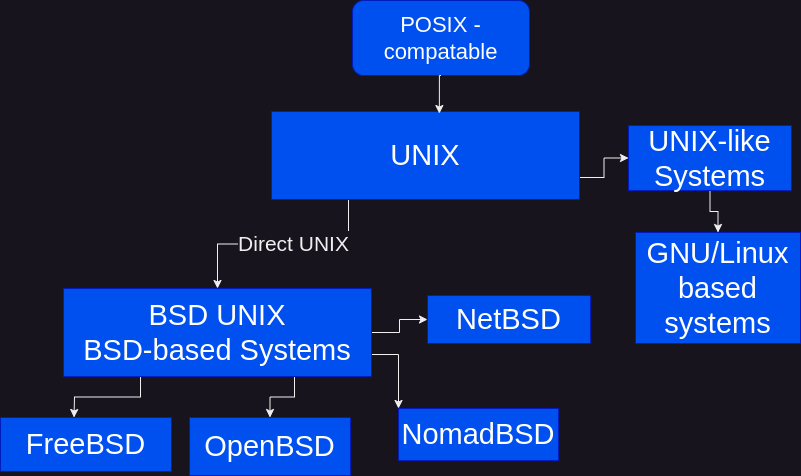 POSIX -
compatable
UNIX
UNIX-like
Systems
Direct UNIX
GNU/Linux
based
systems
BSD UNIX
BSD-based Systems
NetBSD
FreeBSD
OpenBSD
NomadBSD